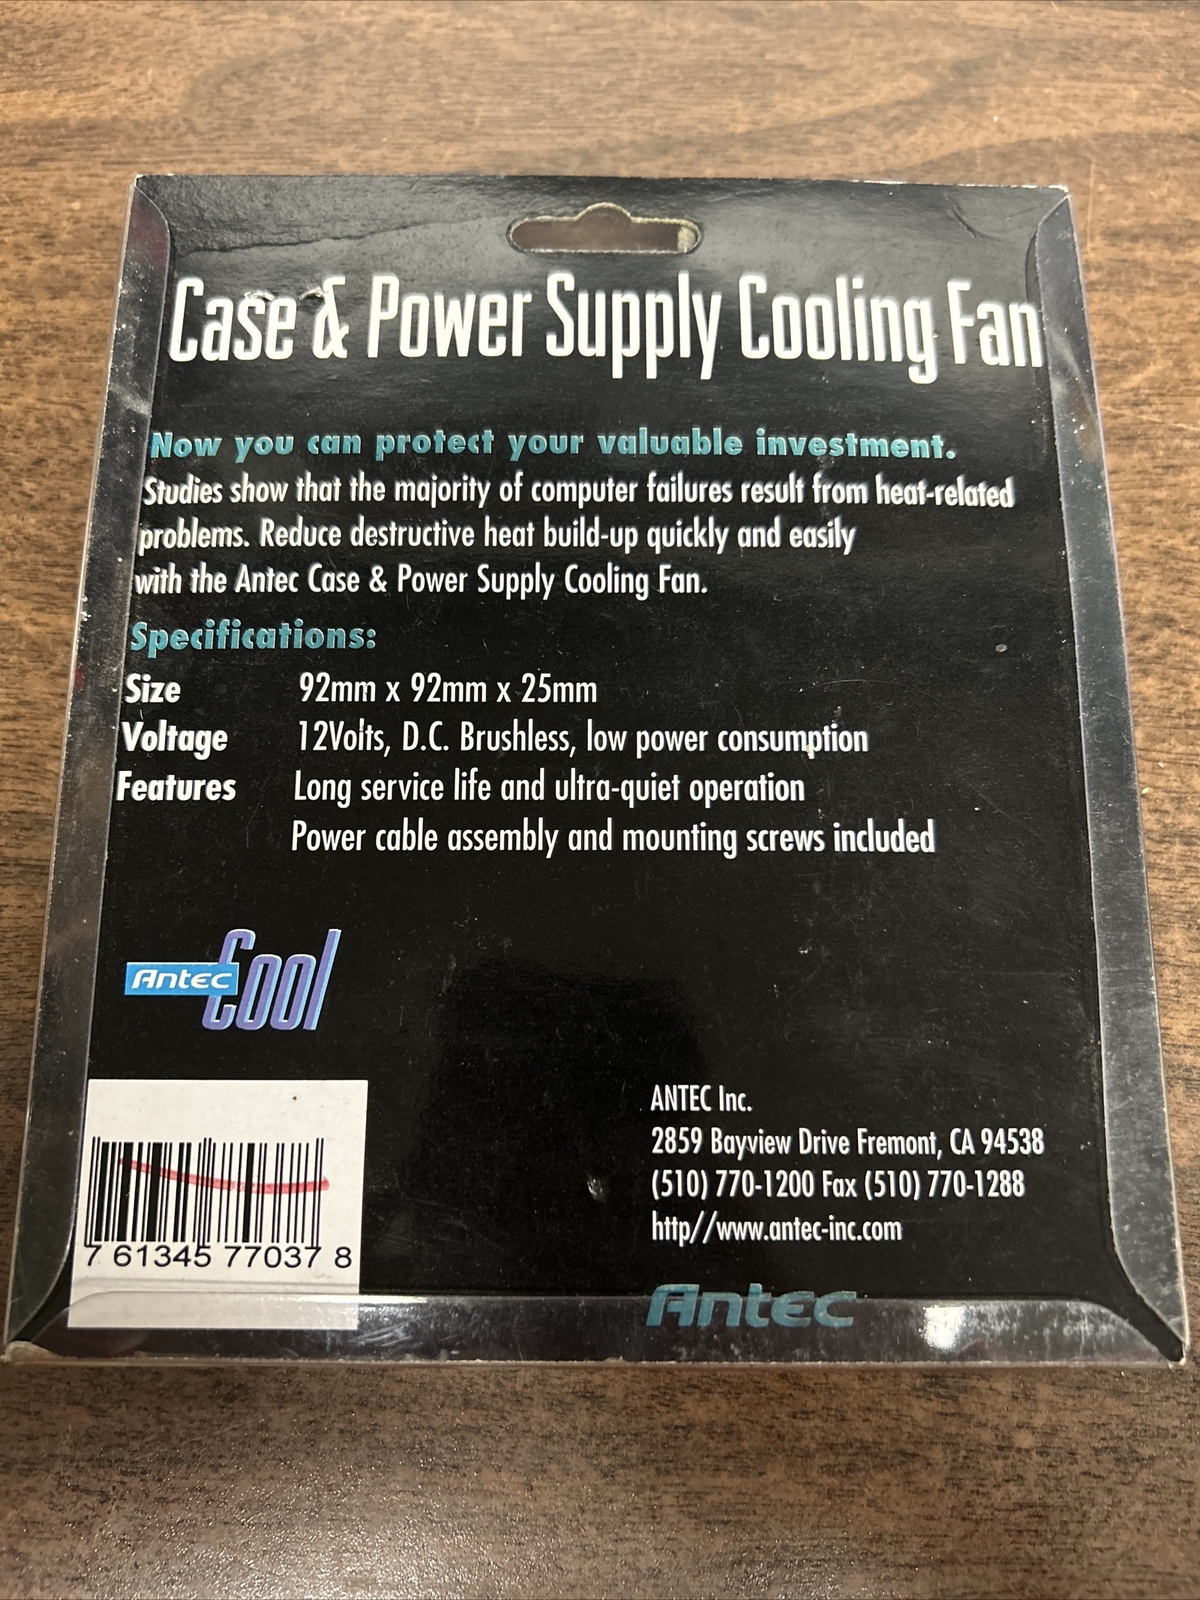 Case & Power Supply Cooling Fan
Now you can protect your valuable investment.
Studies show that the majority of computer failures result from heat-related
problems. Reduce destructive heat build-up quickly and easily
with the Antec Case & Power Supply Cooling Fan.
Specifications:
Size 92mm x 92mm x 25mm
Voltage 12Volts, D.C. Brushless, low power consumption
Features Long service life and ultra-quiet operation
Power cable assembly and mounting screws included
Antec Cool
ANTEC Inc.
2859 Bayview Drive Fremont, CA 94538
(510) 770-1200 Fax (510) 770-1288
http//www.antec-inc.com
7 61345 77037 8
Antec